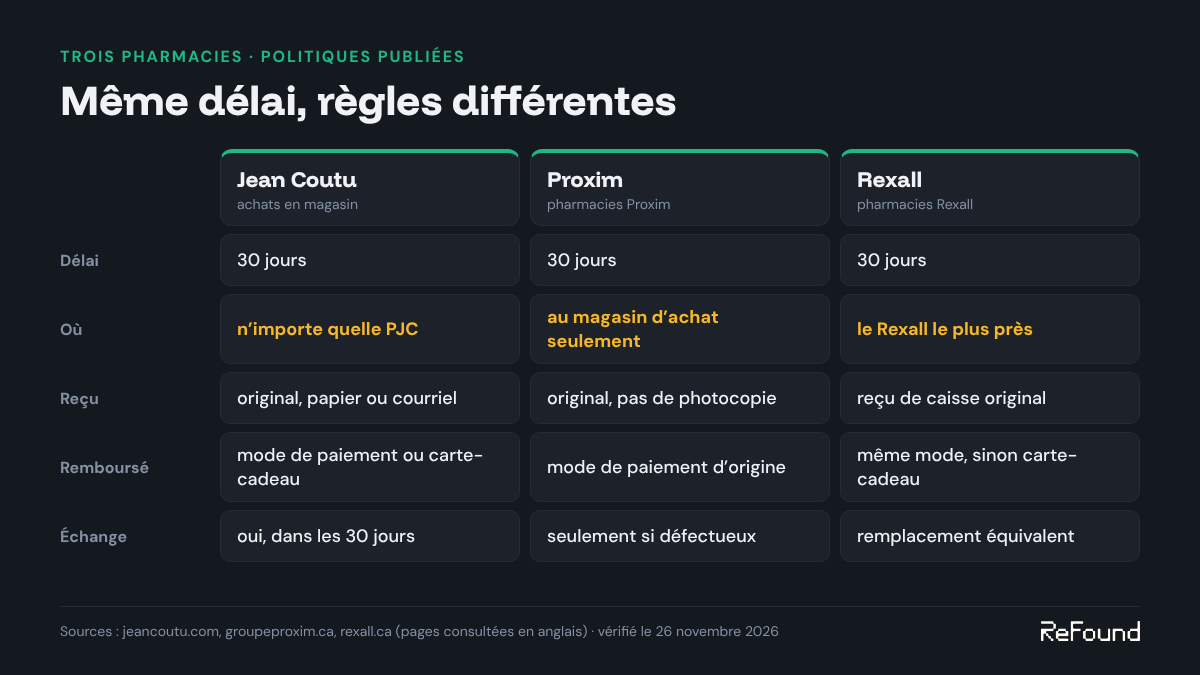 TROIS PHARMACIES · POLITIQUES PUBLIÉES
Même délai, règles différentes
Jean Coutu
achats en magasin
Proxim
pharmacies Proxim
Rexall
pharmacies Rexall
Délai
30 jours
30 jours
30 jours
Où
n’importe quelle PJC
au magasin d’achat
seulement
le Rexall le plus près
Reçu
original, papier ou courriel
original, pas de photocopie
reçu de caisse original
Remboursé
mode de paiement ou carte-
cadeau
mode de paiement d’origine
même mode, sinon carte-
cadeau
Échange
oui, dans les 30 jours
seulement si défectueux
remplacement équivalent
Sources : jeancoutu.com, groupeproxim.ca, rexall.ca (pages consultées en anglais) · vérifié le 26 novembre 2026
ReFound